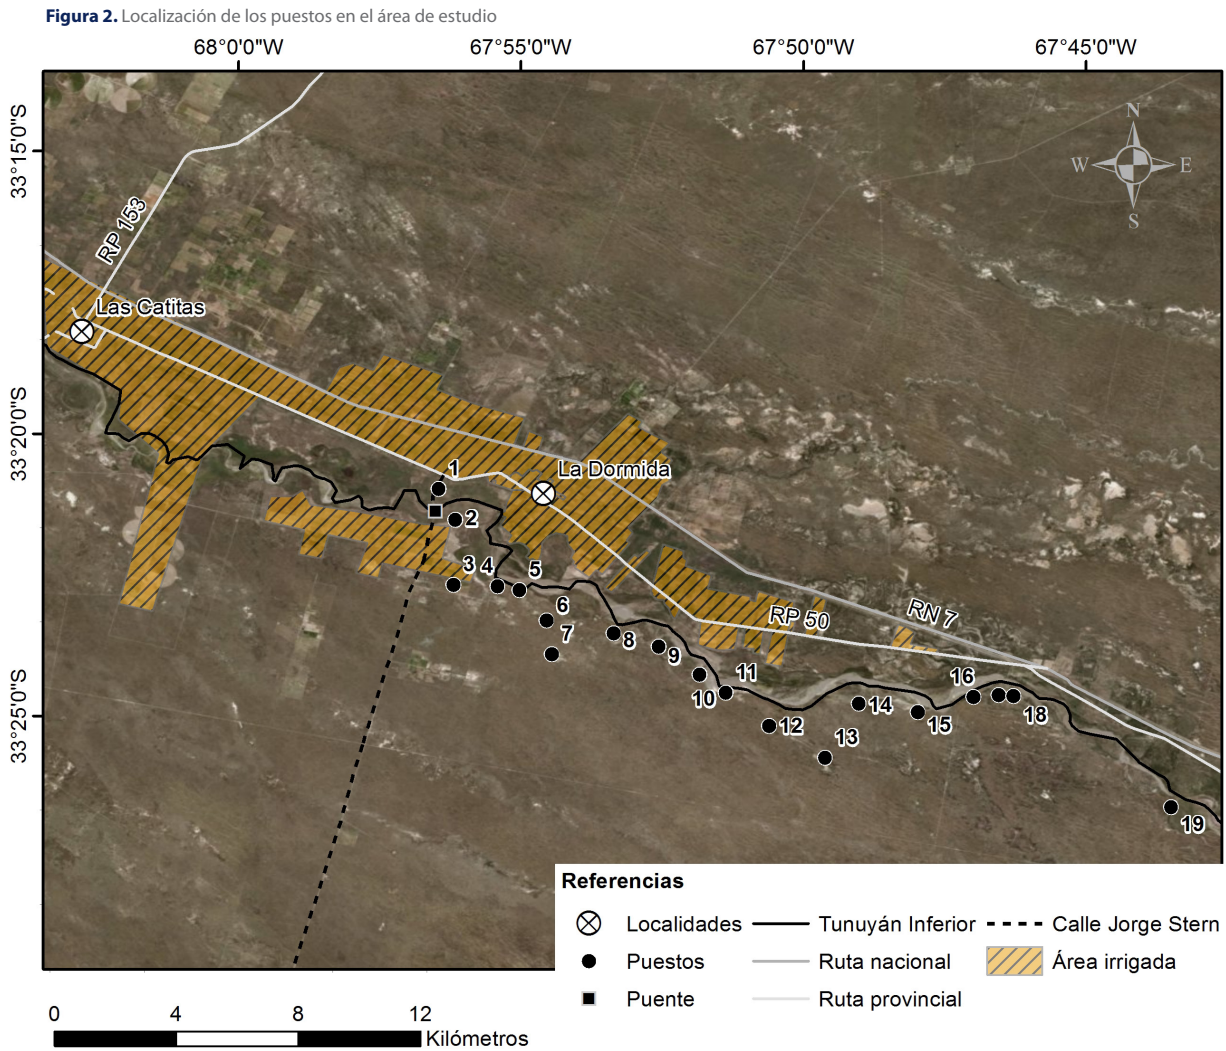 Figura 2. Localización de los puestos en el área de estudio
68°0'0"W
67°55'0"W
67°50'0"W
67°45'0"W
33°15'0"S
33°20'0"S
33°25'0"S
N
W
E
S
RP 153
Las Catitas
La Dormida
RP 50
RN 7
1
2
3
4
5
6
7
8
9
10
11
12
13
14
15
16
18
19
Referencias
Localidades
Tunuyán Inferior
Calle Jorge Stern
Puestos
Ruta nacional
Área irrigada
Puente
Ruta provincial
0 4 8 12
Kilómetros